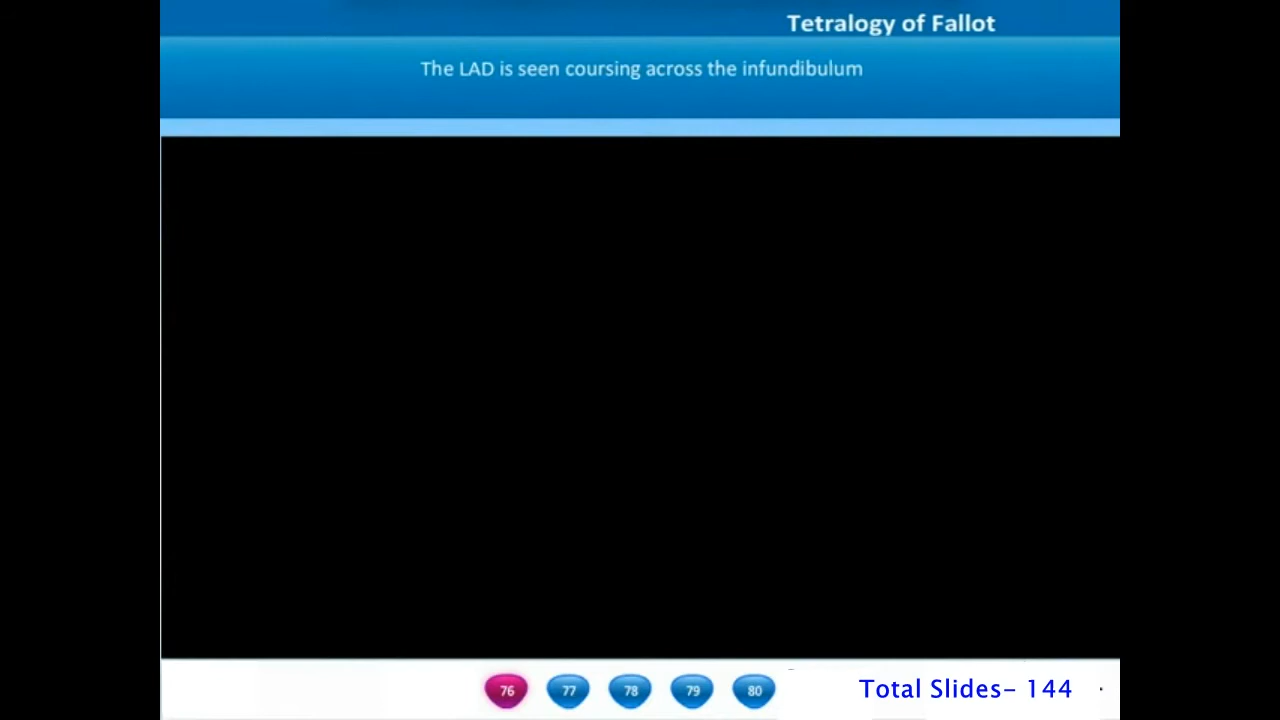 Tetralogy of Fallot
The LAD is seen coursing across the infundibulum
76 77 78 79 80 Total Slides- 144